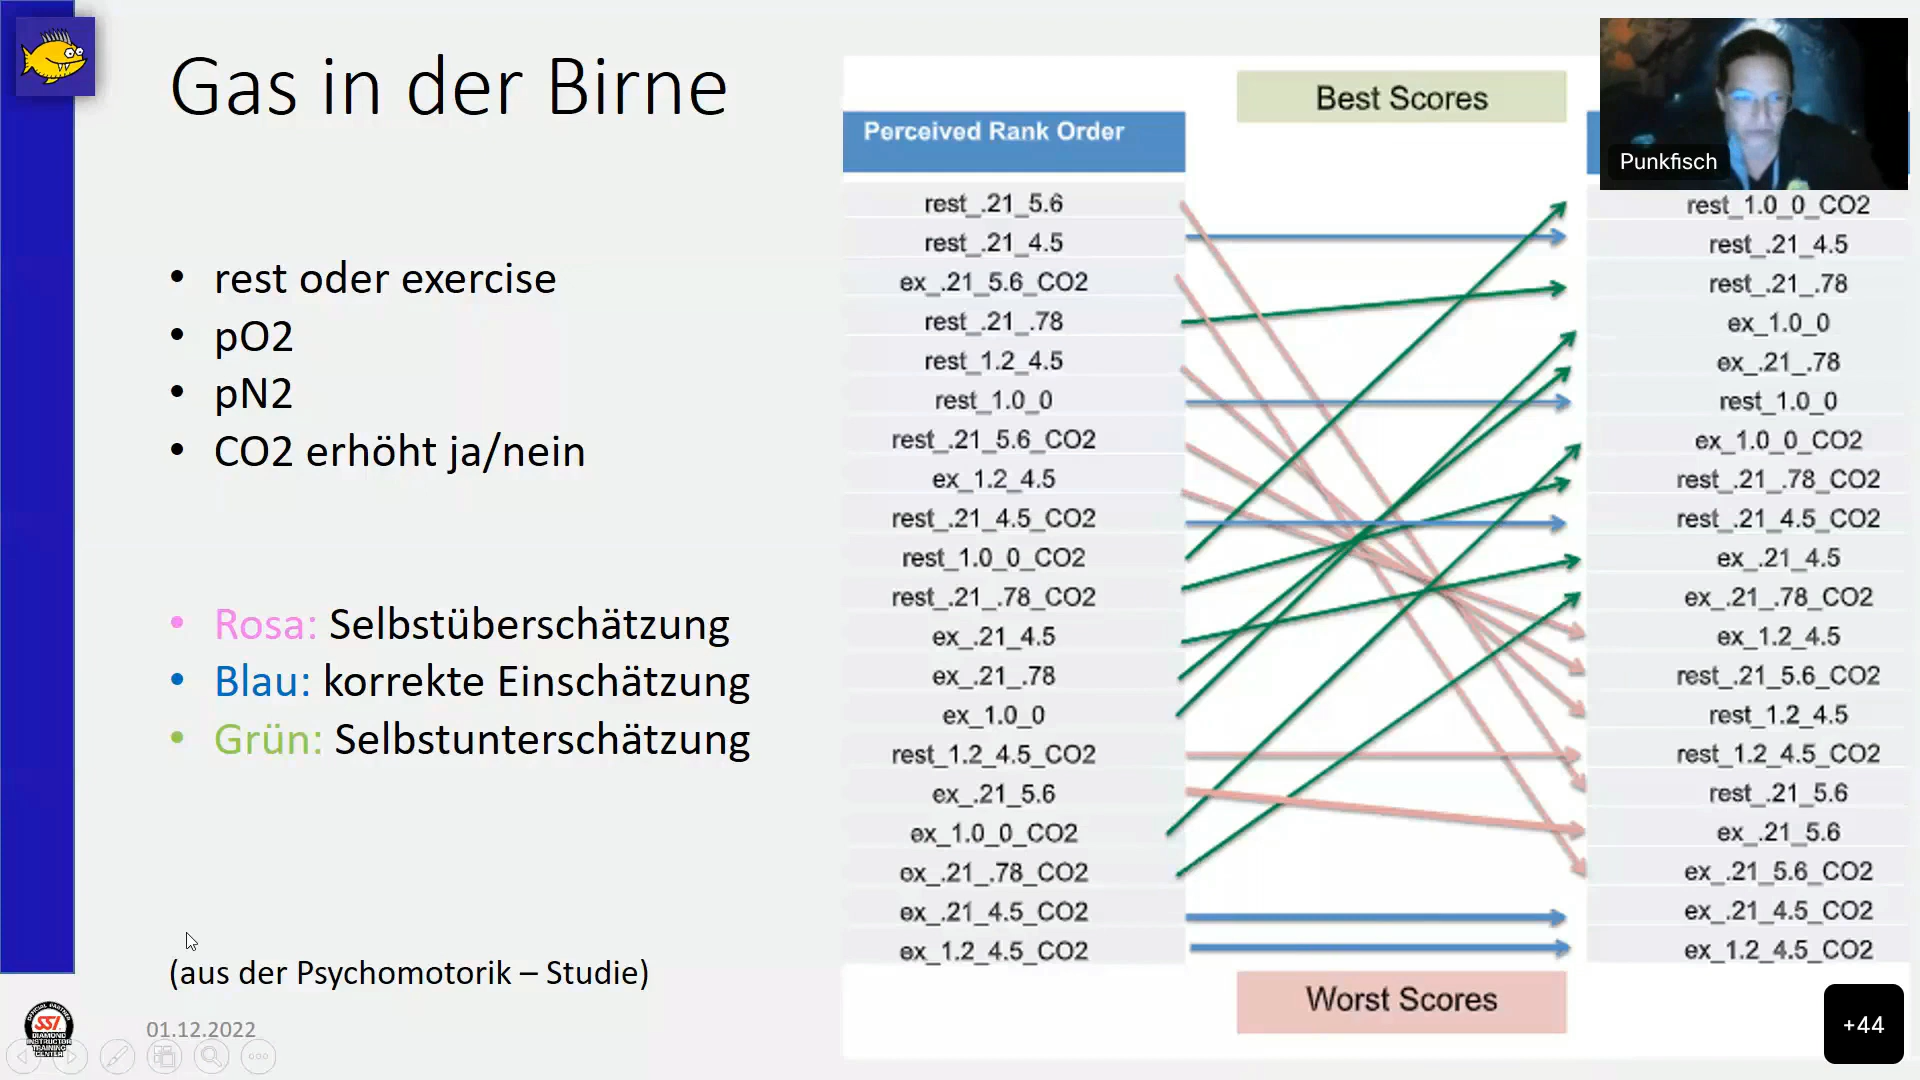 Gas in der Birne
• rest oder exercise
• pO2
• pN2
• CO2 erhöht ja/nein
• Rosa: Selbstüberschätzung
• Blau: korrekte Einschätzung
• Grün: Selbstunterschätzung
(aus der Psychomotorik – Studie)
01.12.2022
SSI
DIAMOND
INSTRUCTOR
TRAINING
CENTER
Best Scores
Perceived Rank Order
rest_.21_5.6
rest_.21_4.5
ex_.21_5.6_CO2
rest_.21_.78
rest_1.2_4.5
rest_1.0_0
rest_.21_5.6_CO2
ex_1.2_4.5
rest_.21_4.5_CO2
rest_1.0_0_CO2
rest_.21_.78_CO2
ex_.21_4.5
ex_.21_.78
ex_1.0_0
rest_1.2_4.5_CO2
ex_.21_5.6
ex_1.0_0_CO2
ex_.21_.78_CO2
ex_.21_4.5_CO2
ex_1.2_4.5_CO2
Punkfisch
rest_1.0_0_CO2
rest_.21_4.5
rest_.21_.78
ex_1.0_0
ex_.21_.78
rest_1.0_0
ex_1.0_0_CO2
rest_.21_.78_CO2
rest_.21_4.5_CO2
ex_.21_4.5
ex_.21_.78_CO2
ex_1.2_4.5
rest_.21_5.6_CO2
rest_1.2_4.5
rest_1.2_4.5_CO2
rest_.21_5.6
ex_.21_5.6
ex_.21_5.6_CO2
ex_.21_4.5_CO2
ex_1.2_4.5_CO2
Worst Scores
+44